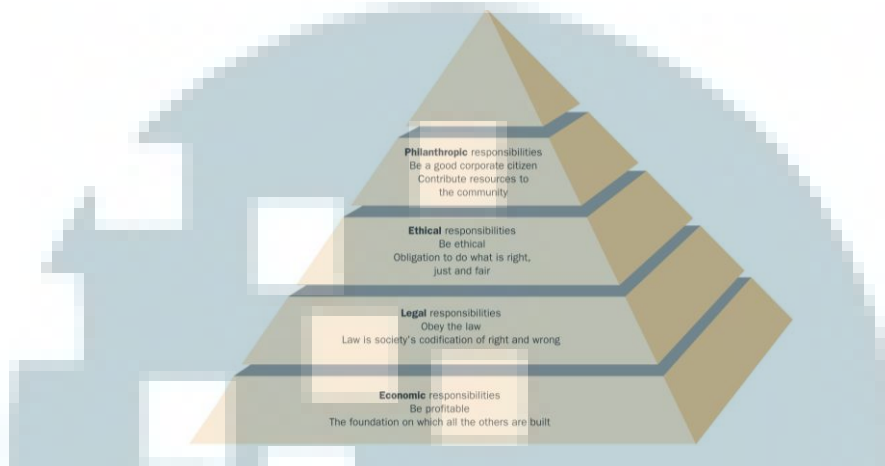 Philanthropic responsibilities
Be a good corporate citizen
Contribute resources to
the community
Ethical responsibilities
Be ethical
Obligation to do what is right,
just and fair
Legal responsibilities
Obey the law
Law is society's codification of right and wrong
Economic responsibilities
Be profitable
The foundation on which all the others are built